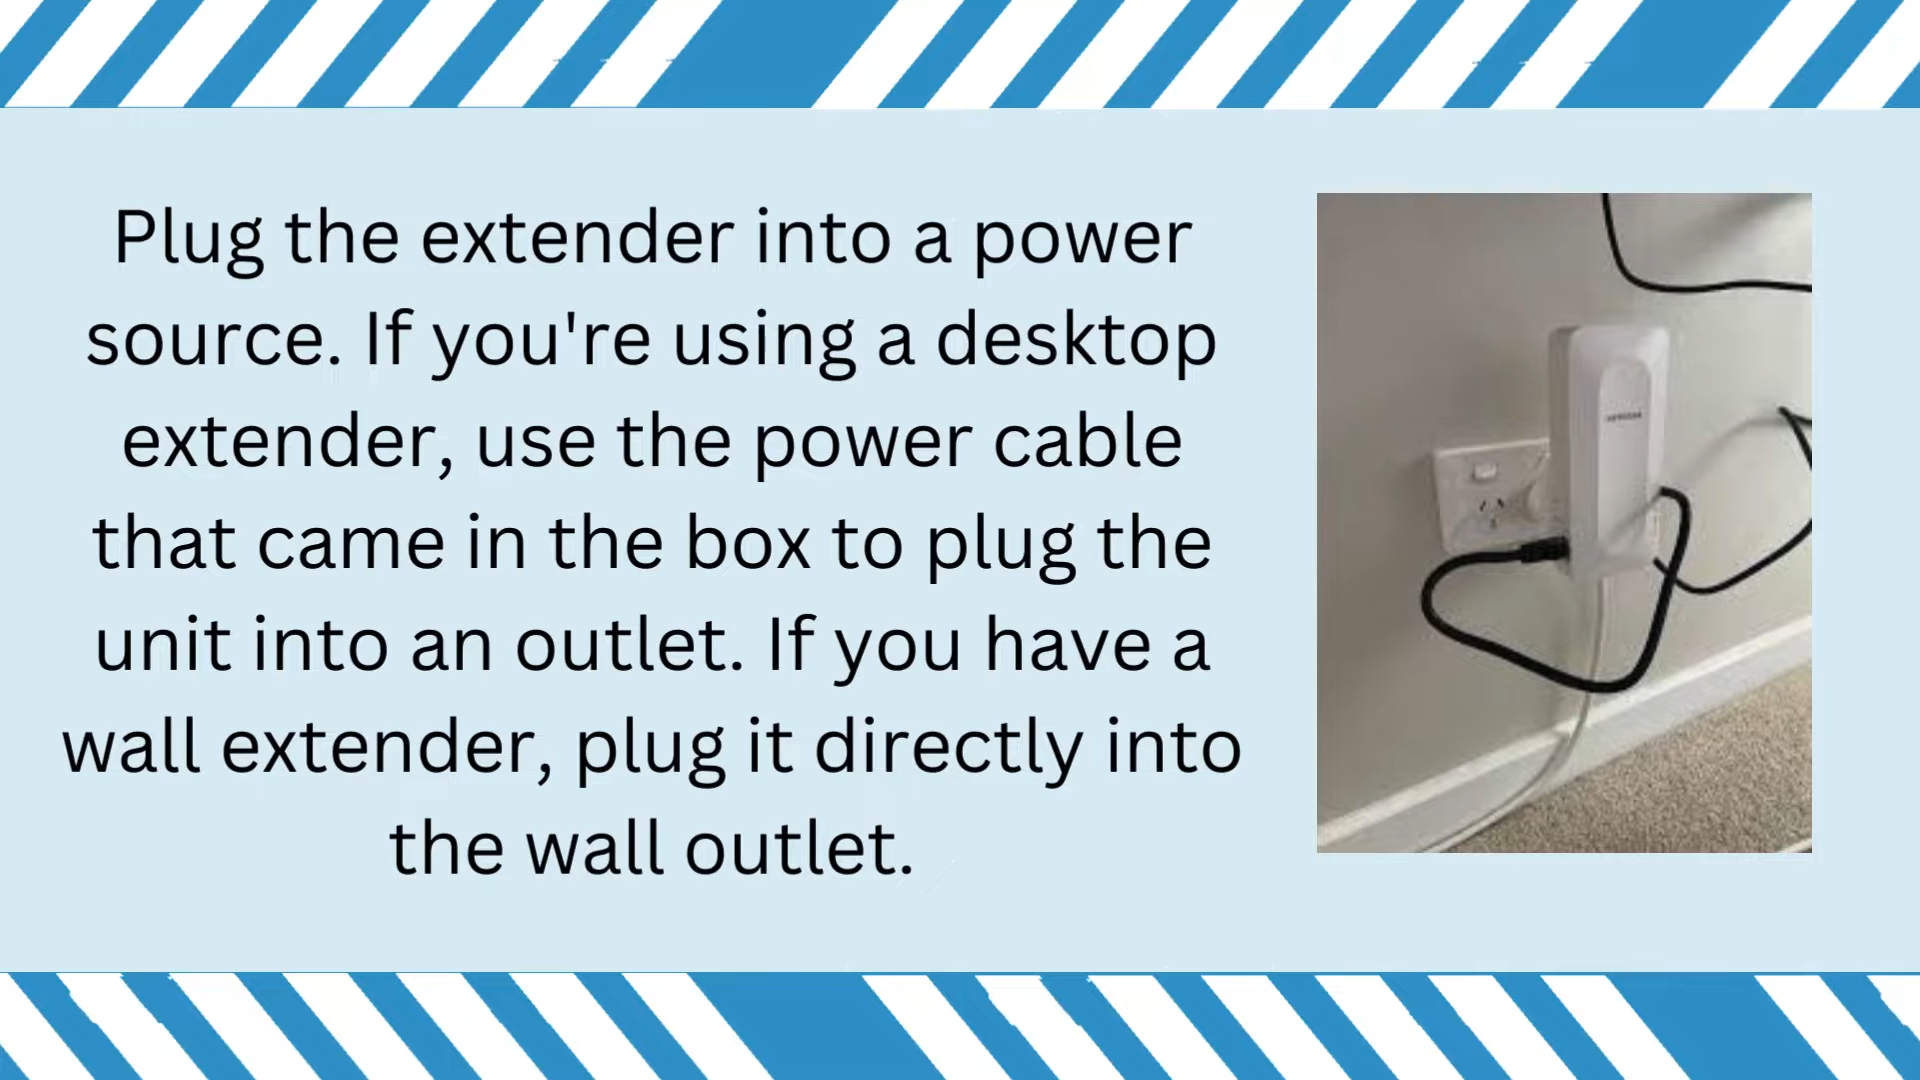 Plug the extender into a power
source. If you're using a desktop
extender, use the power cable
that came in the box to plug the
unit into an outlet. If you have a
wall extender, plug it directly into
the wall outlet.
NETGEAR